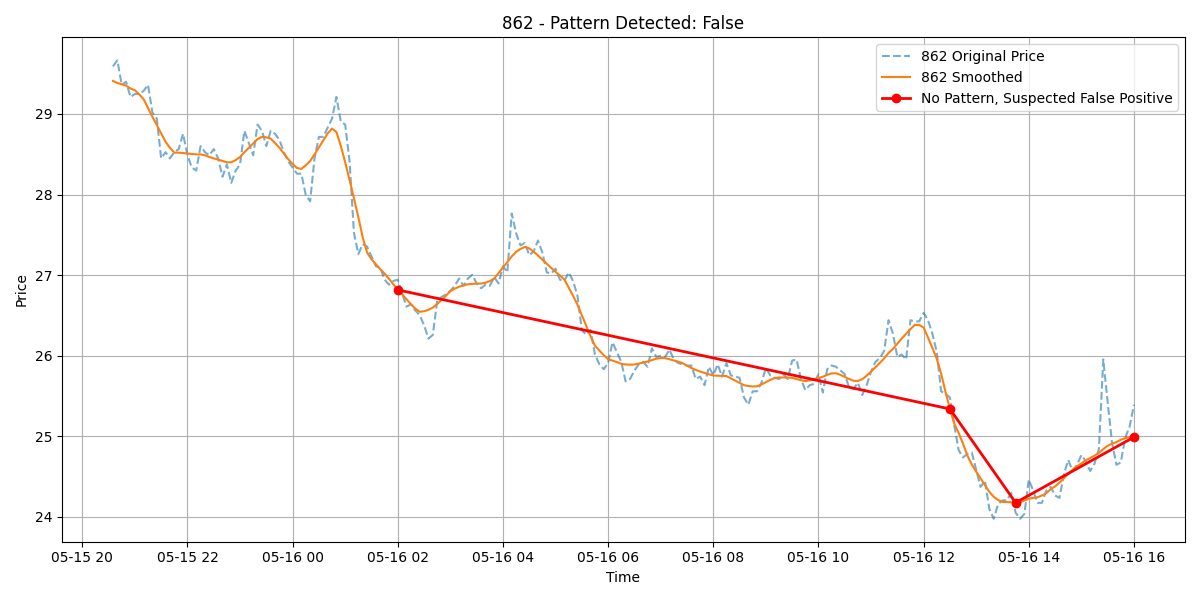 862 - Pattern Detected: False
862 Original Price
862 Smoothed
No Pattern, Suspected False Positive
Price
29
28
27
26
25
24
05-15 20 05-15 22 05-16 00 05-16 02 05-16 04 05-16 06 05-16 08 05-16 10 05-16 12 05-16 14 05-16 16
Time